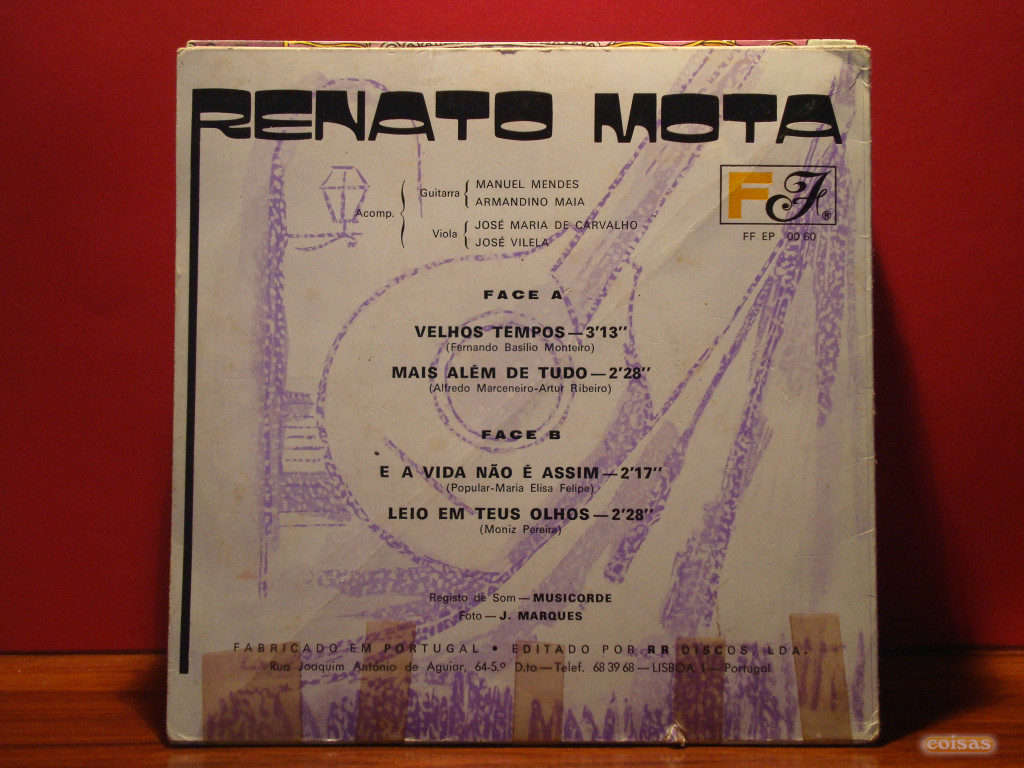 RENATO MOTA
Acomp.
Guitarra
MANUEL MENDES
ARMANDINO MAIA
Viola
JOSÉ MARIA DE CARVALHO
JOSÉ VILELA
FF®
FF EP 00 60
FACE A
VELHOS TEMPOS—3'13''
(Fernando Basílio Monteiro)
MAIS ALÉM DE TUDO—2'28''
(Alfredo Marceneiro-Artur Ribeiro)
FACE B
E A VIDA NÃO É ASSIM—2'17''
(Popular-Maria Elisa Felipe)
LEIO EM TEUS OLHOS—2'28''
(Moniz Pereira)
Registo de Som—MUSICORDE
Foto—J. MARQUES
FABRICADO EM PORTUGAL • EDITADO POR RR DISCOS, LDA.
Rua Joaquim António de Aguiar, 64-5.º D.to—Telef. 68 39 68—LISBOA 1—Portugal
coisas